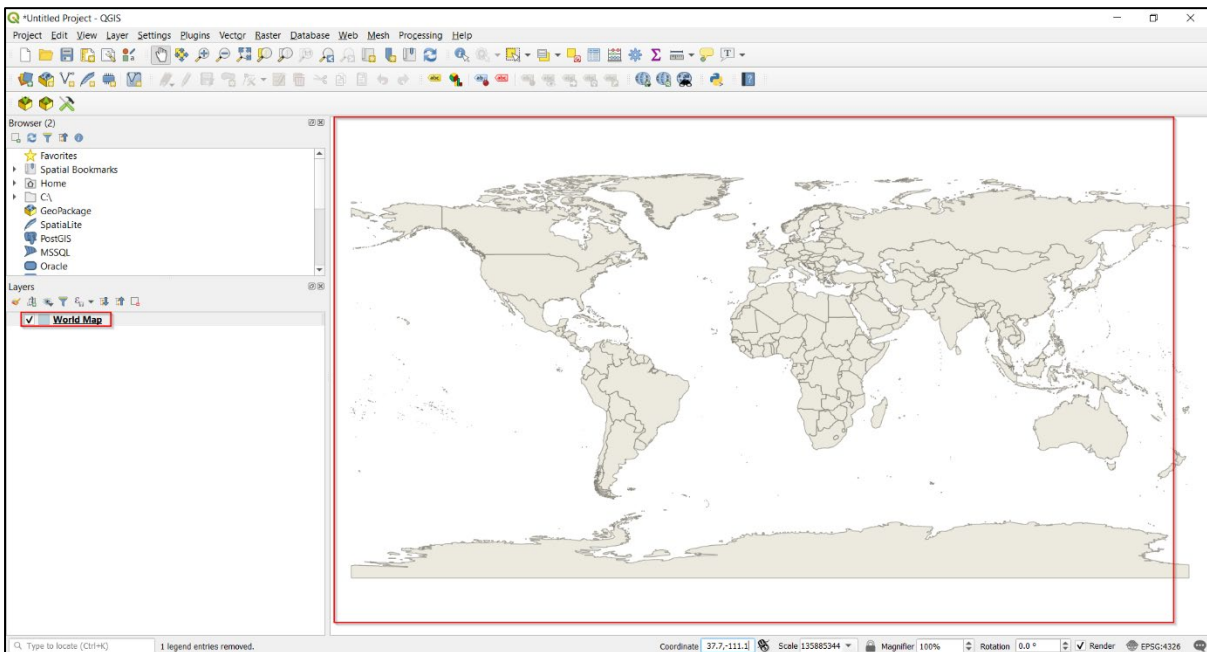 *Untitled Project - QGIS
Project Edit View Layer Settings Plugins Vector Raster Database Web Mesh Processing Help
Browser (2)
Favorites
Spatial Bookmarks
Home
C:\
GeoPackage
SpatiaLite
PostGIS
MSSQL
Oracle
Layers
World Map
Type to locate (Ctrl+K) 1 legend entries removed. Coordinate 37.7,-111.1 Scale 135885344 Magnifier 100% Rotation 0.0 ° Render EPSG:4326